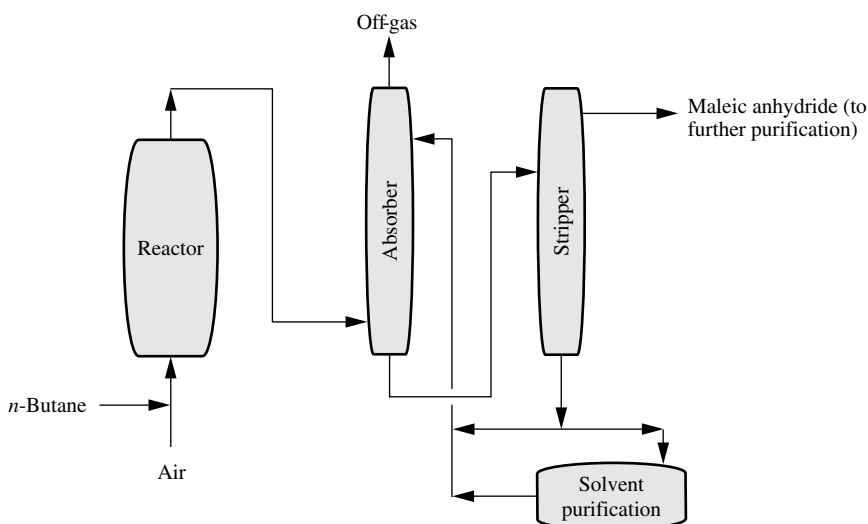 Off-gas
Maleic anhydride (to
further purification)
Reactor
Absorber
Stripper
n-Butane
Air
Solvent
purification